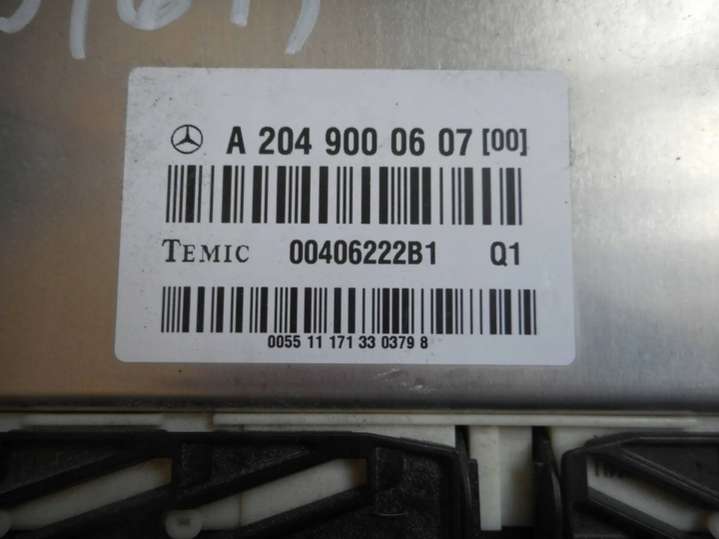 A 204 900 06 07 [00]
TEMIC 00406222B1 Q1
0055 11 171 33 0379 8